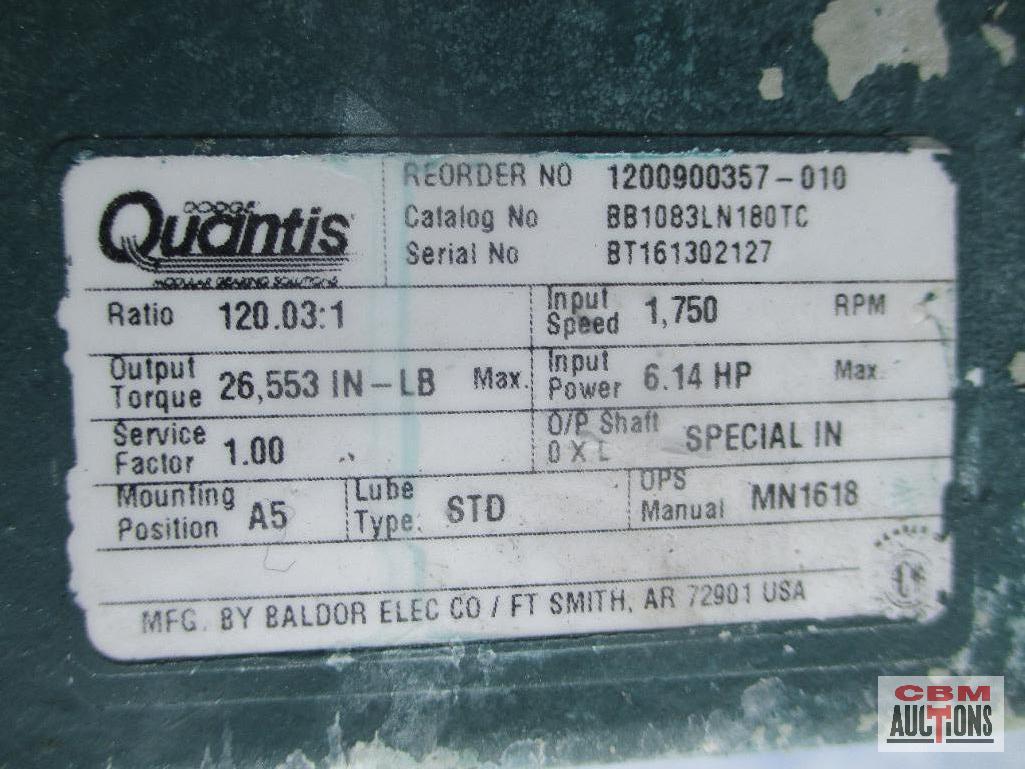 DODGE
Quantis
MODULAR GEARING SOLUTIONS
REORDER NO 1200900357-010
Catalog No BB1083LN180TC
Serial No BT161302127
Ratio 120.03:1
Input Speed 1,750 RPM
Output Torque 26,553 IN-LB Max.
Input Power 6.14 HP Max.
Service Factor 1.00
O/P Shaft O X L SPECIAL IN
Mounting Position A5
Lube Type. STD
OPS Manual MN1618
MFG. BY BALDOR ELEC CO / FT SMITH, AR 72901 USA
CBM
AUCTIONS